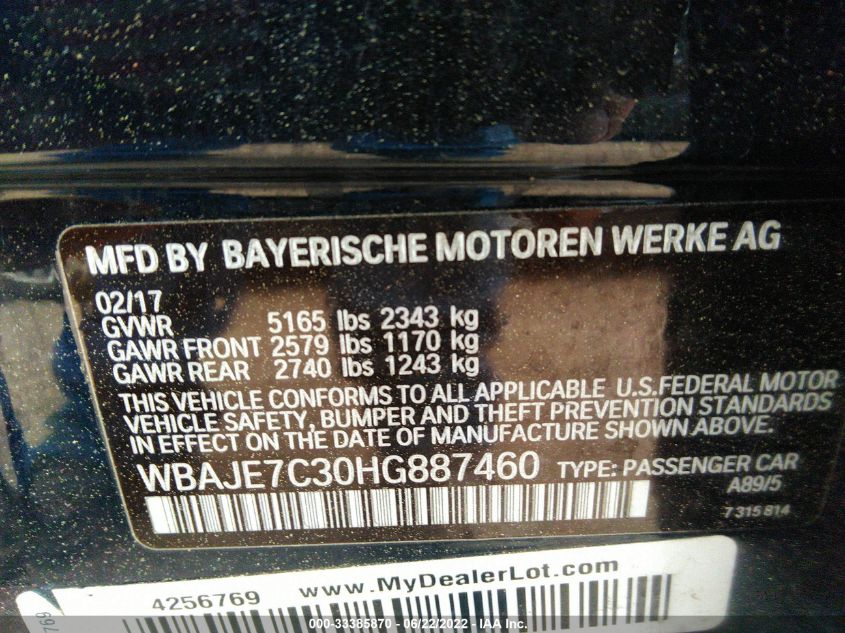 MFD BY BAYERISCHE MOTOREN WERKE AG
02/17
GVWR 5165 lbs 2343 kg
GAWR FRONT 2579 lbs 1170 kg
GAWR REAR 2740 lbs 1243 kg
THIS VEHICLE CONFORMS TO ALL APPLICABLE U.S.FEDERAL MOTOR
VEHICLE SAFETY, BUMPER AND THEFT PREVENTION STANDARDS
IN EFFECT ON THE DATE OF MANUFACTURE SHOWN ABOVE.
WBAJE7C30HG887460 TYPE: PASSENGER CAR
A89/5
7 315 814
www.MyDealerLot.com
4256769
769
000-33385870 - 06/22/2022 - IAA Inc.